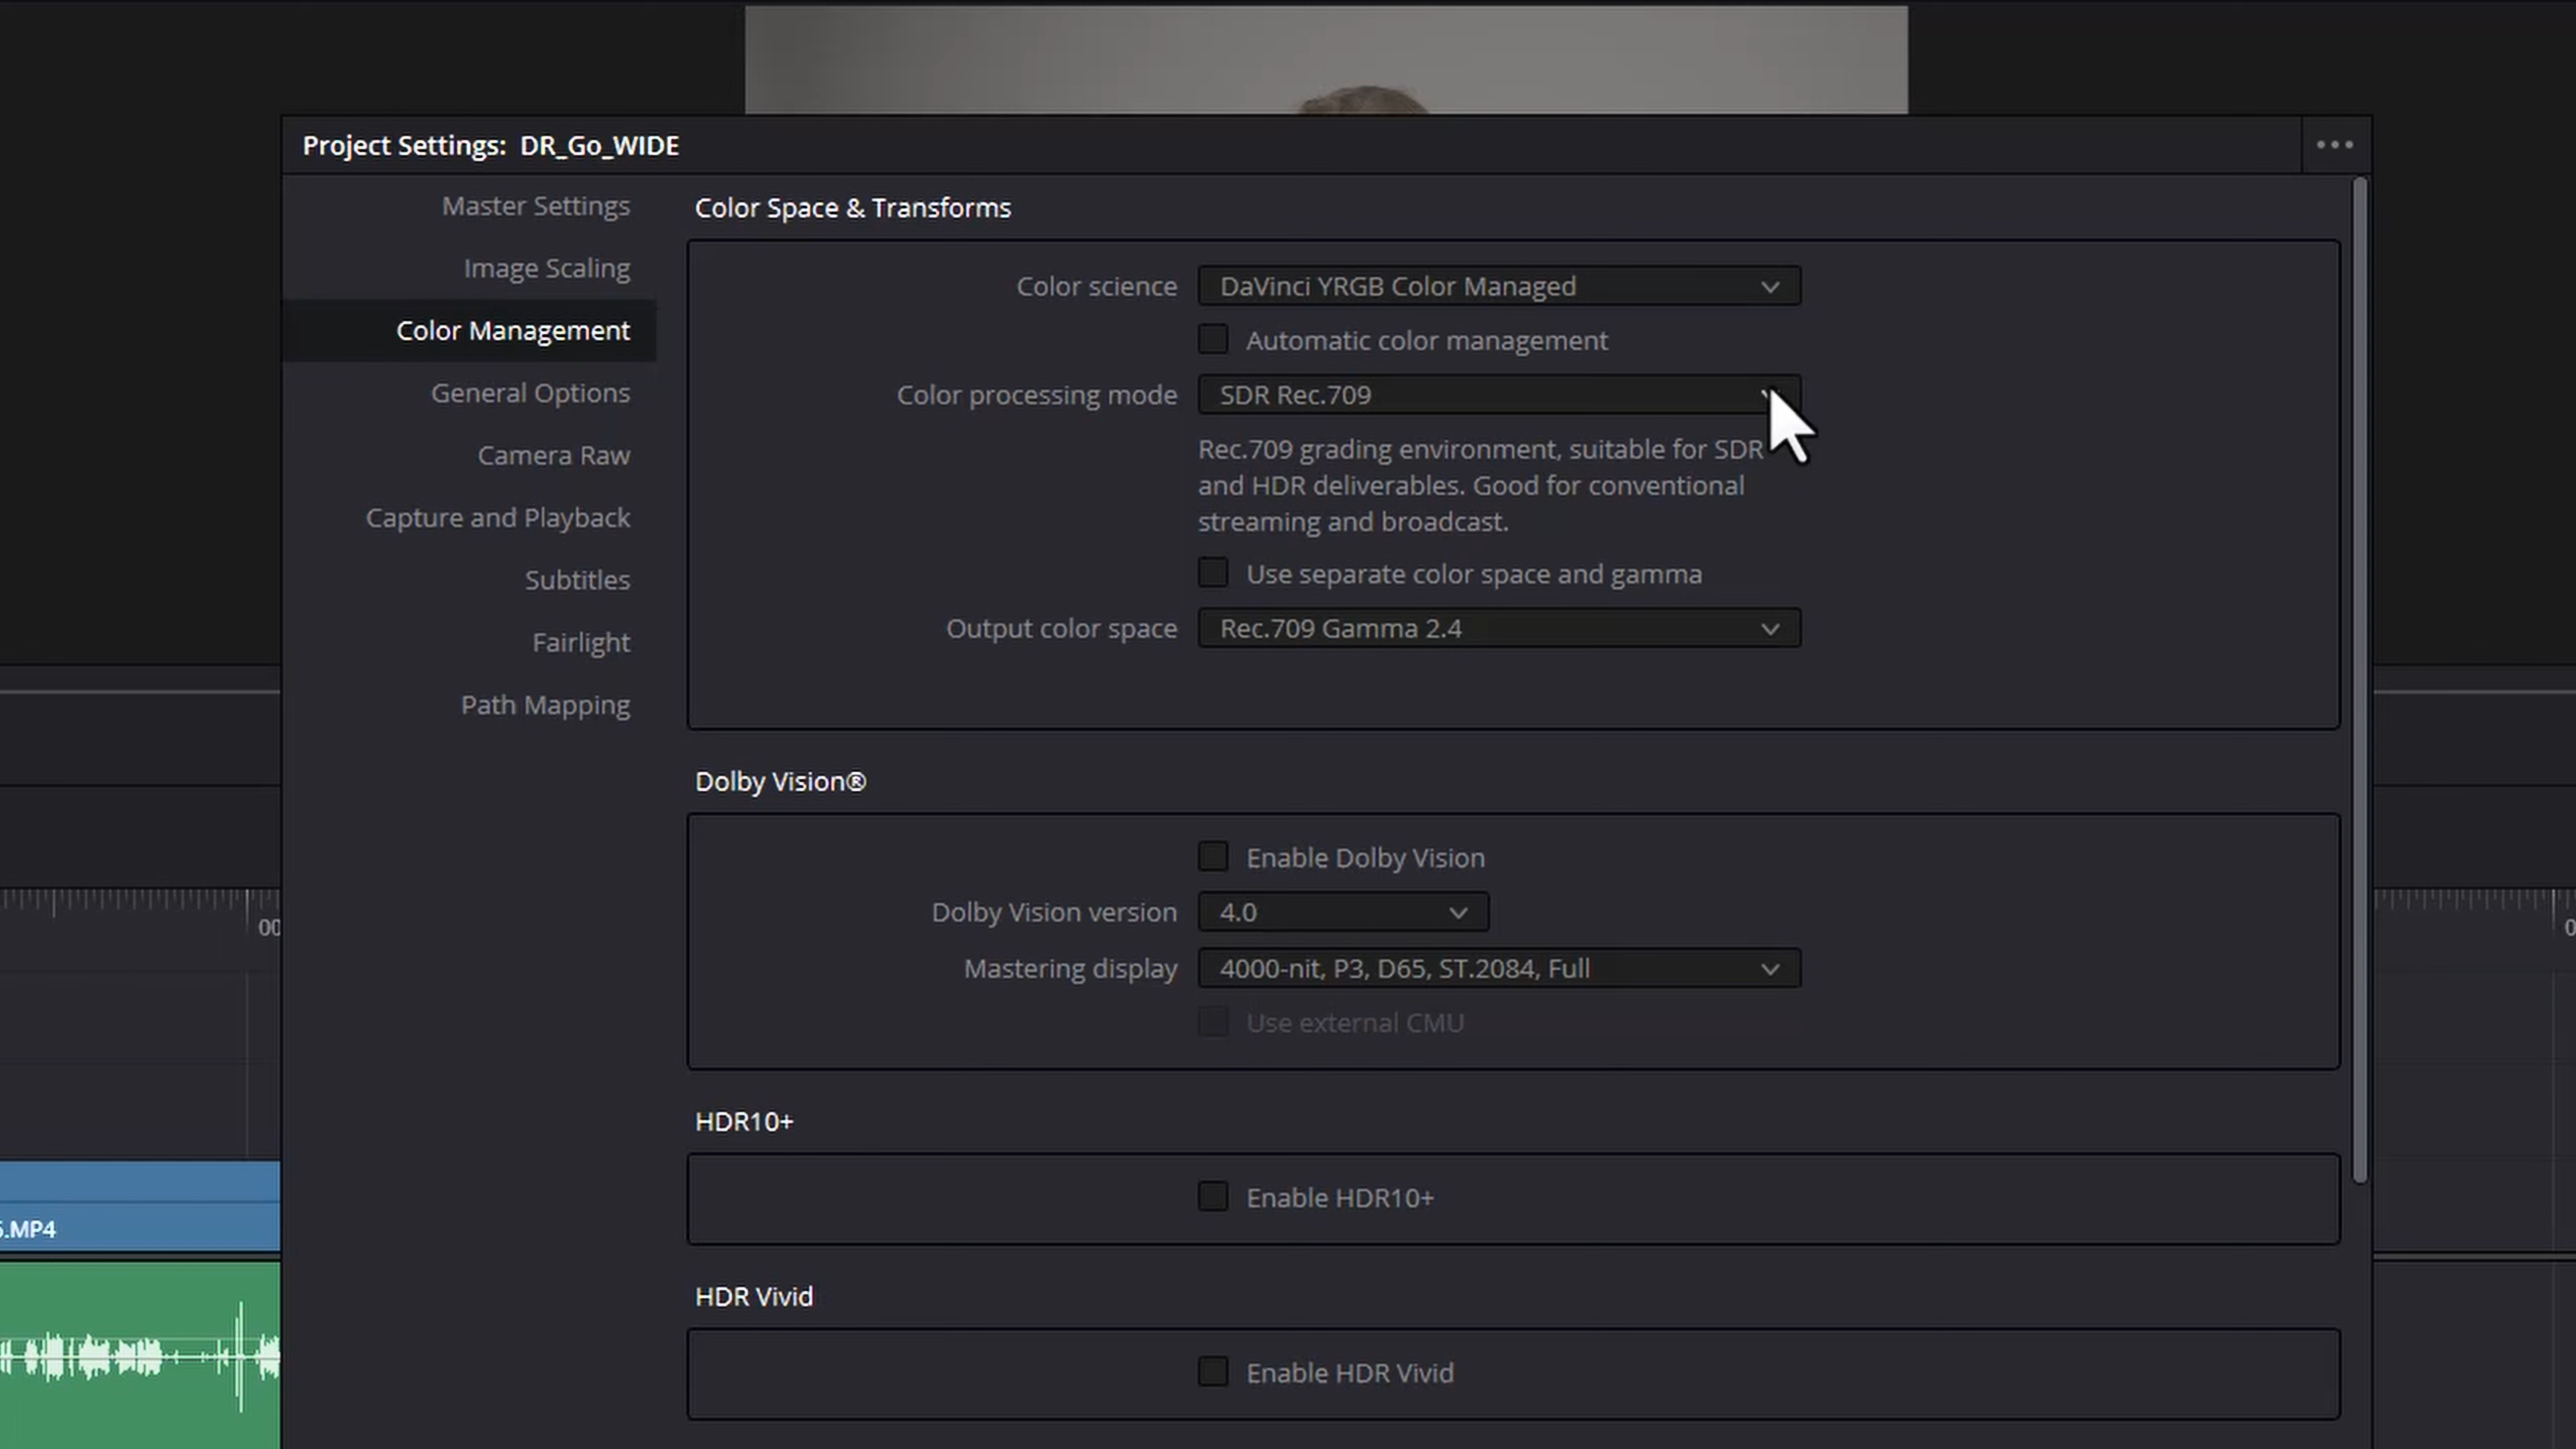 Project Settings: DR_Go_WIDE
Master Settings
Image Scaling
Color Management
General Options
Camera Raw
Capture and Playback
Subtitles
Fairlight
Path Mapping
Color Space & Transforms
Color science DaVinci YRGB Color Managed
Automatic color management
Color processing mode SDR Rec.709
Rec.709 grading environment, suitable for SDR
and HDR deliverables. Good for conventional
streaming and broadcast.
Use separate color space and gamma
Output color space Rec.709 Gamma 2.4
Dolby Vision®
Enable Dolby Vision
Dolby Vision version 4.0
Mastering display 4000-nit, P3, D65, ST.2084, Full
Use external CMU
HDR10+
Enable HDR10+
HDR Vivid
Enable HDR Vivid
00
.MP4